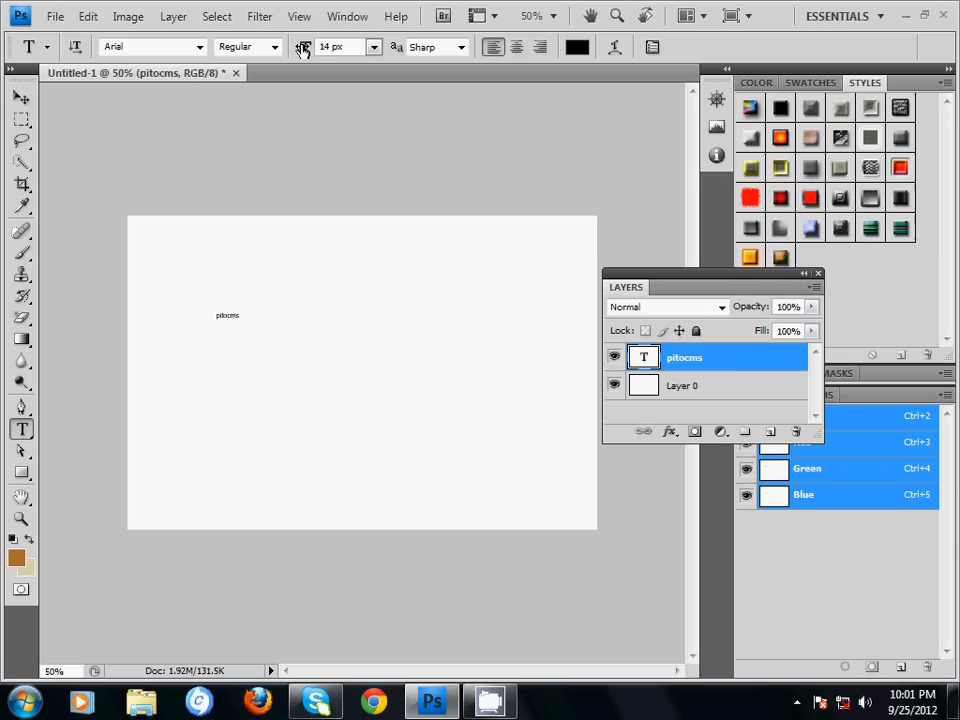 File Edit Image Layer Select Filter View Window Help Br 50% ESSENTIALS
T Arial Regular 14 px aa Sharp
Untitled-1 @ 50% (pitocms, RGB/8) * x
COLOR SWATCHES STYLES
pitocms
LAYERS
Normal Opacity: 100%
Lock: Fill: 100%
T pitocms
Layer 0
MASKS
Ctrl+2
Ctrl+3
Green Ctrl+4
Blue Ctrl+5
fx
T
50% Doc: 1.92M/131.5K
Ps
10:01 PM
9/25/2012